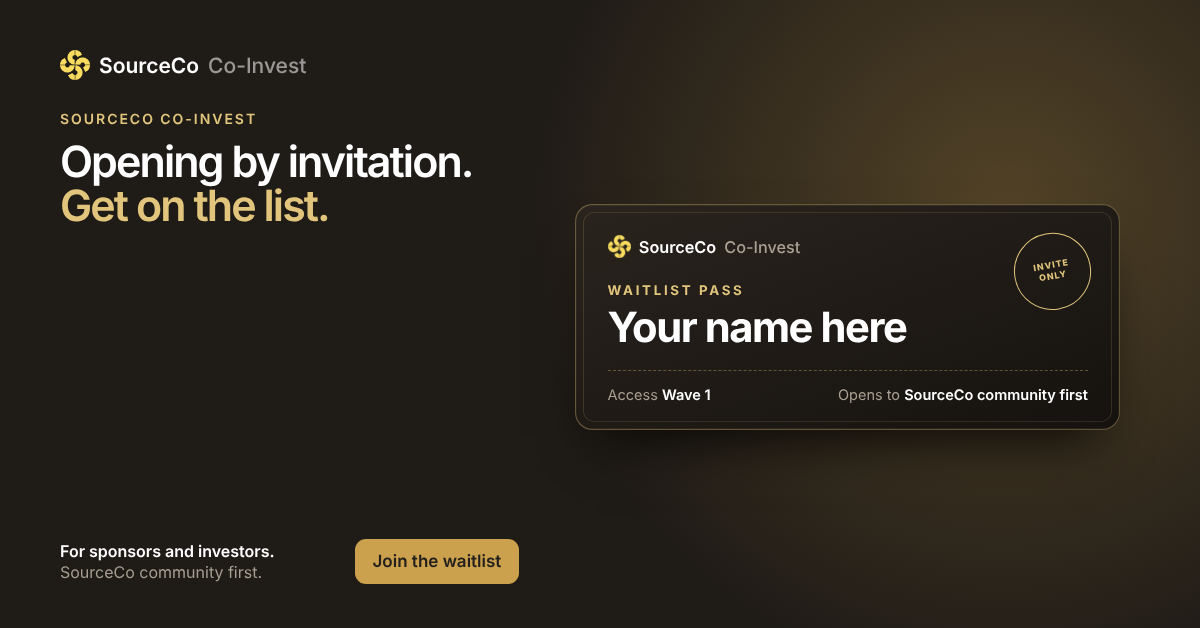 SourceCo Co-Invest
SOURCECO CO-INVEST
Opening by invitation.
Get on the list.
SourceCo Co-Invest
INVITE
ONLY
WAITLIST PASS
Your name here
Access Wave 1
Opens to SourceCo community first
For sponsors and investors.
SourceCo community first.
Join the waitlist